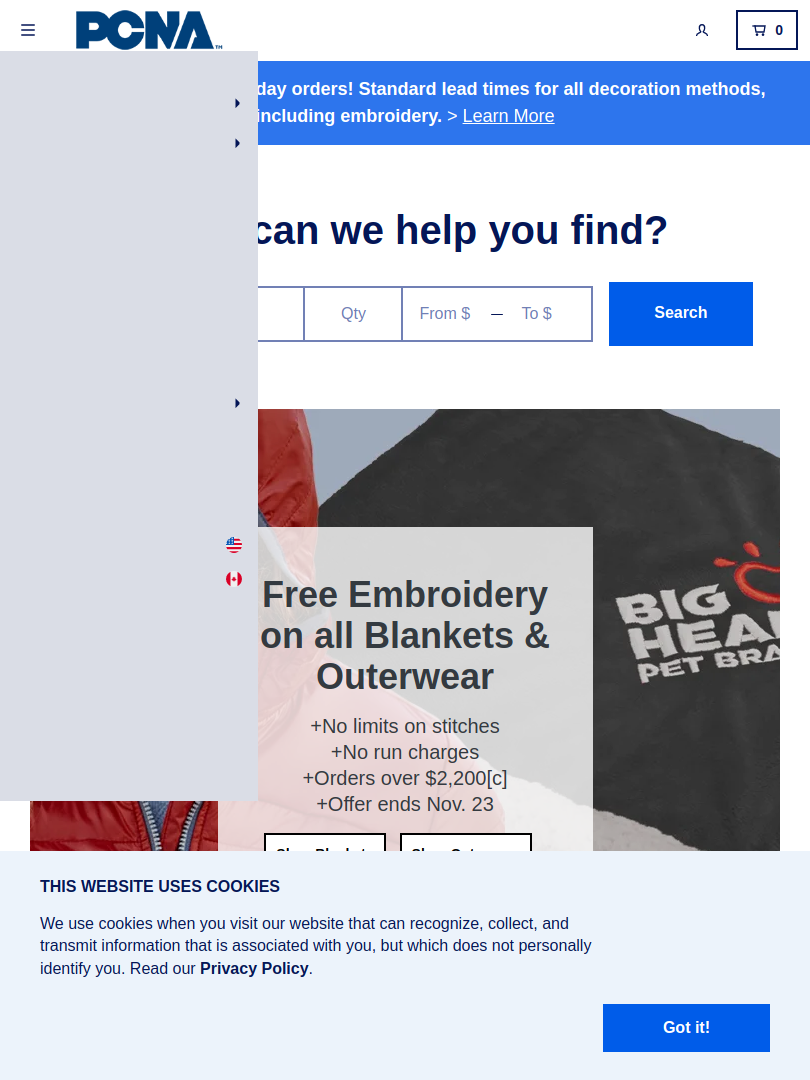 PCNA™
0
day orders! Standard lead times for all decoration methods,
including embroidery. > Learn More
can we help you find?
Qty
From $ — To $
Search
BIG
HEA
PET BRA
Free Embroidery
on all Blankets &
Outerwear
+No limits on stitches
+No run charges
+Orders over $2,200[c]
+Offer ends Nov. 23
THIS WEBSITE USES COOKIES
We use cookies when you visit our website that can recognize, collect, and
transmit information that is associated with you, but which does not personally
identify you. Read our Privacy Policy.
Got it!